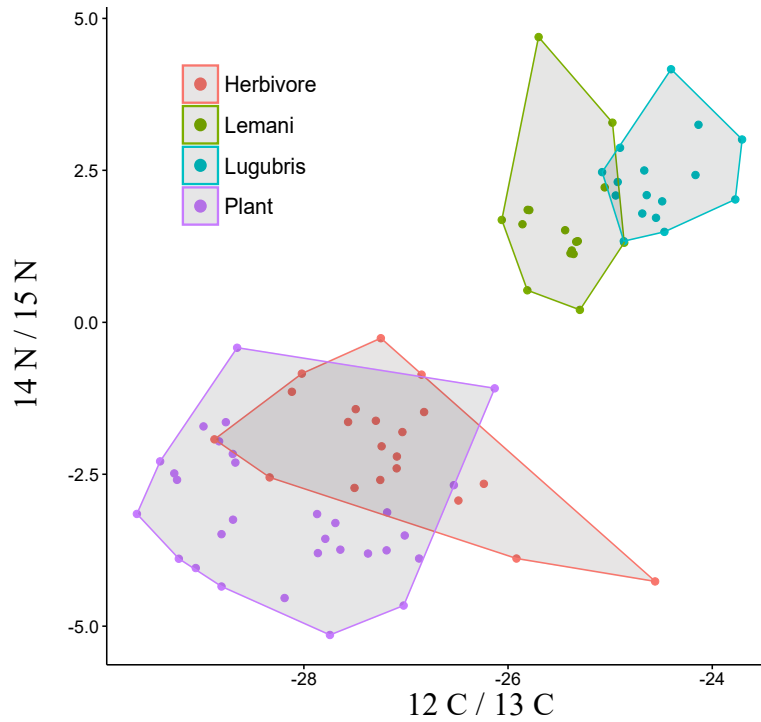 5.0
Herbivore
Lemani
Lugubris
Plant
2.5
0.0
-2.5
-5.0
14 N / 15 N
-28
-26
-24
12 C / 13 C